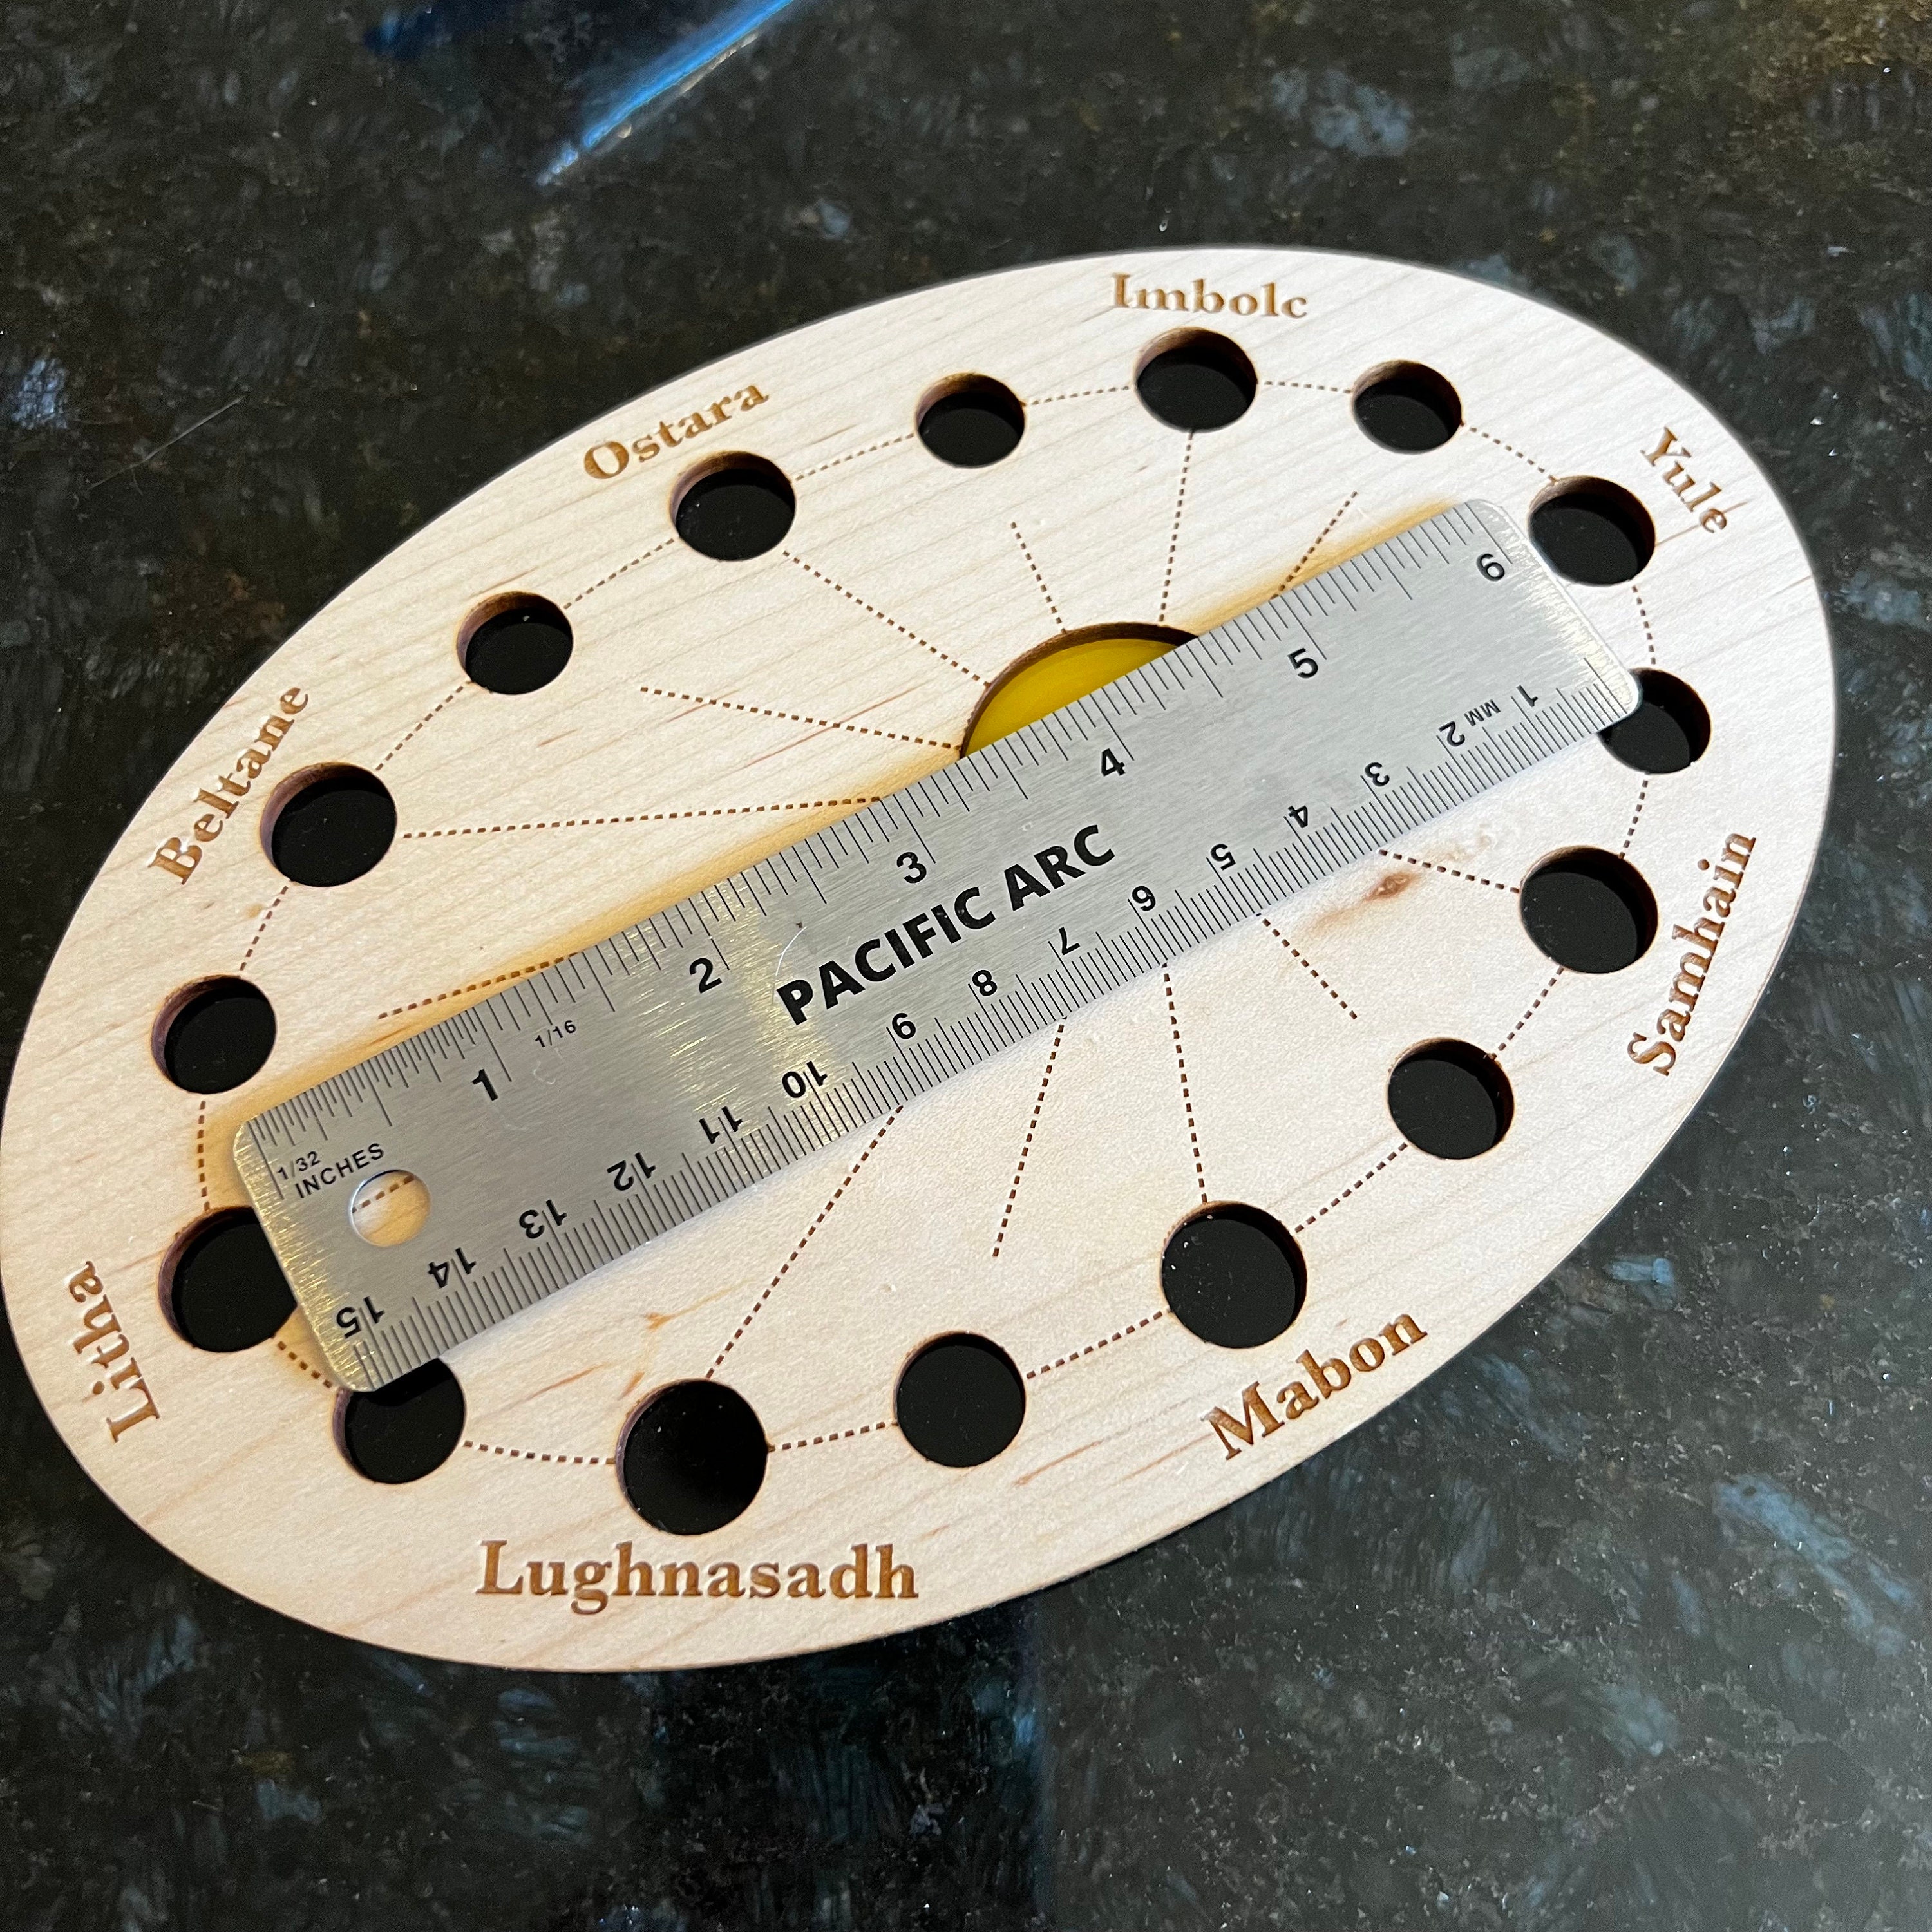 Imbolc
Ostara
Yule
Beltane
Samhain
Litha
Mabon
Lughnasadh
1 2 3 4 5 6
1/16
1/32
INCHES
PACIFIC ARC
MM
1 2 3 4 5 6 7 8 9 10 11 12 13 14 15